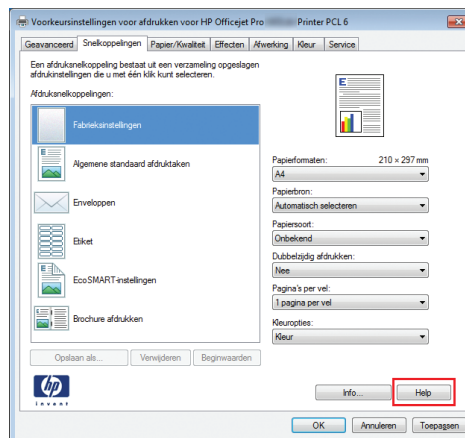 Voorkeursinstellingen voor afdrukken voor HP Officejet Pro Printer PCL 6
Geavanceerd Snelkoppelingen Papier/Kwaliteit Effecten Afwerking Kleur Service
Een afdruksnelkoppeling bestaat uit een verzameling opgeslagen
afdrukinstellingen die u met één klik kunt selecteren.
Afdruksnelkoppelingen:
Fabrieksinstellingen
Algemene standaard afdruktaken
Enveloppen
Etiket
EcoSMART-instellingen
Brochure afdrukken
Opslaan als... Verwijderen Beginwaarden
E
Papierformaten: 210 × 297 mm
A4
Papierbron:
Automatisch selecteren
Papiersoort:
Onbekend
Dubbelzijdig afdrukken:
Nee
Pagina's per vel:
1 pagina per vel
Kleuropties:
Kleur
hp
invent
Info... Help
OK Annuleren Toepassen